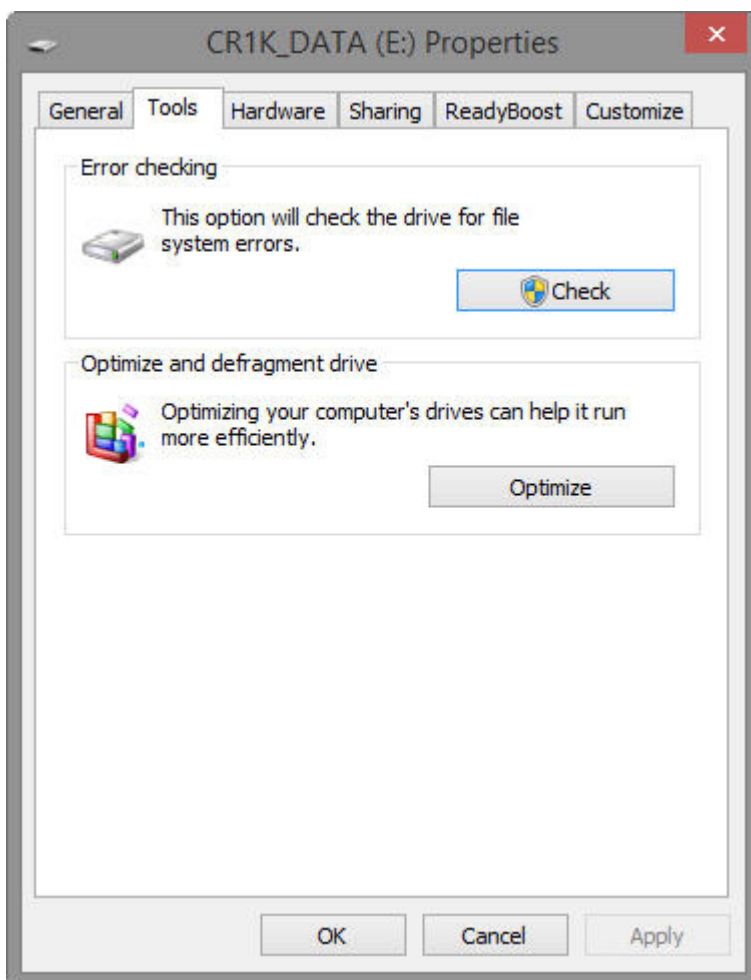 CR1K_DATA (E:) Properties
General Tools Hardware Sharing ReadyBoost Customize
Error checking
This option will check the drive for file
system errors.
Check
Optimize and defragment drive
Optimizing your computer's drives can help it run
more efficiently.
Optimize
OK Cancel Apply